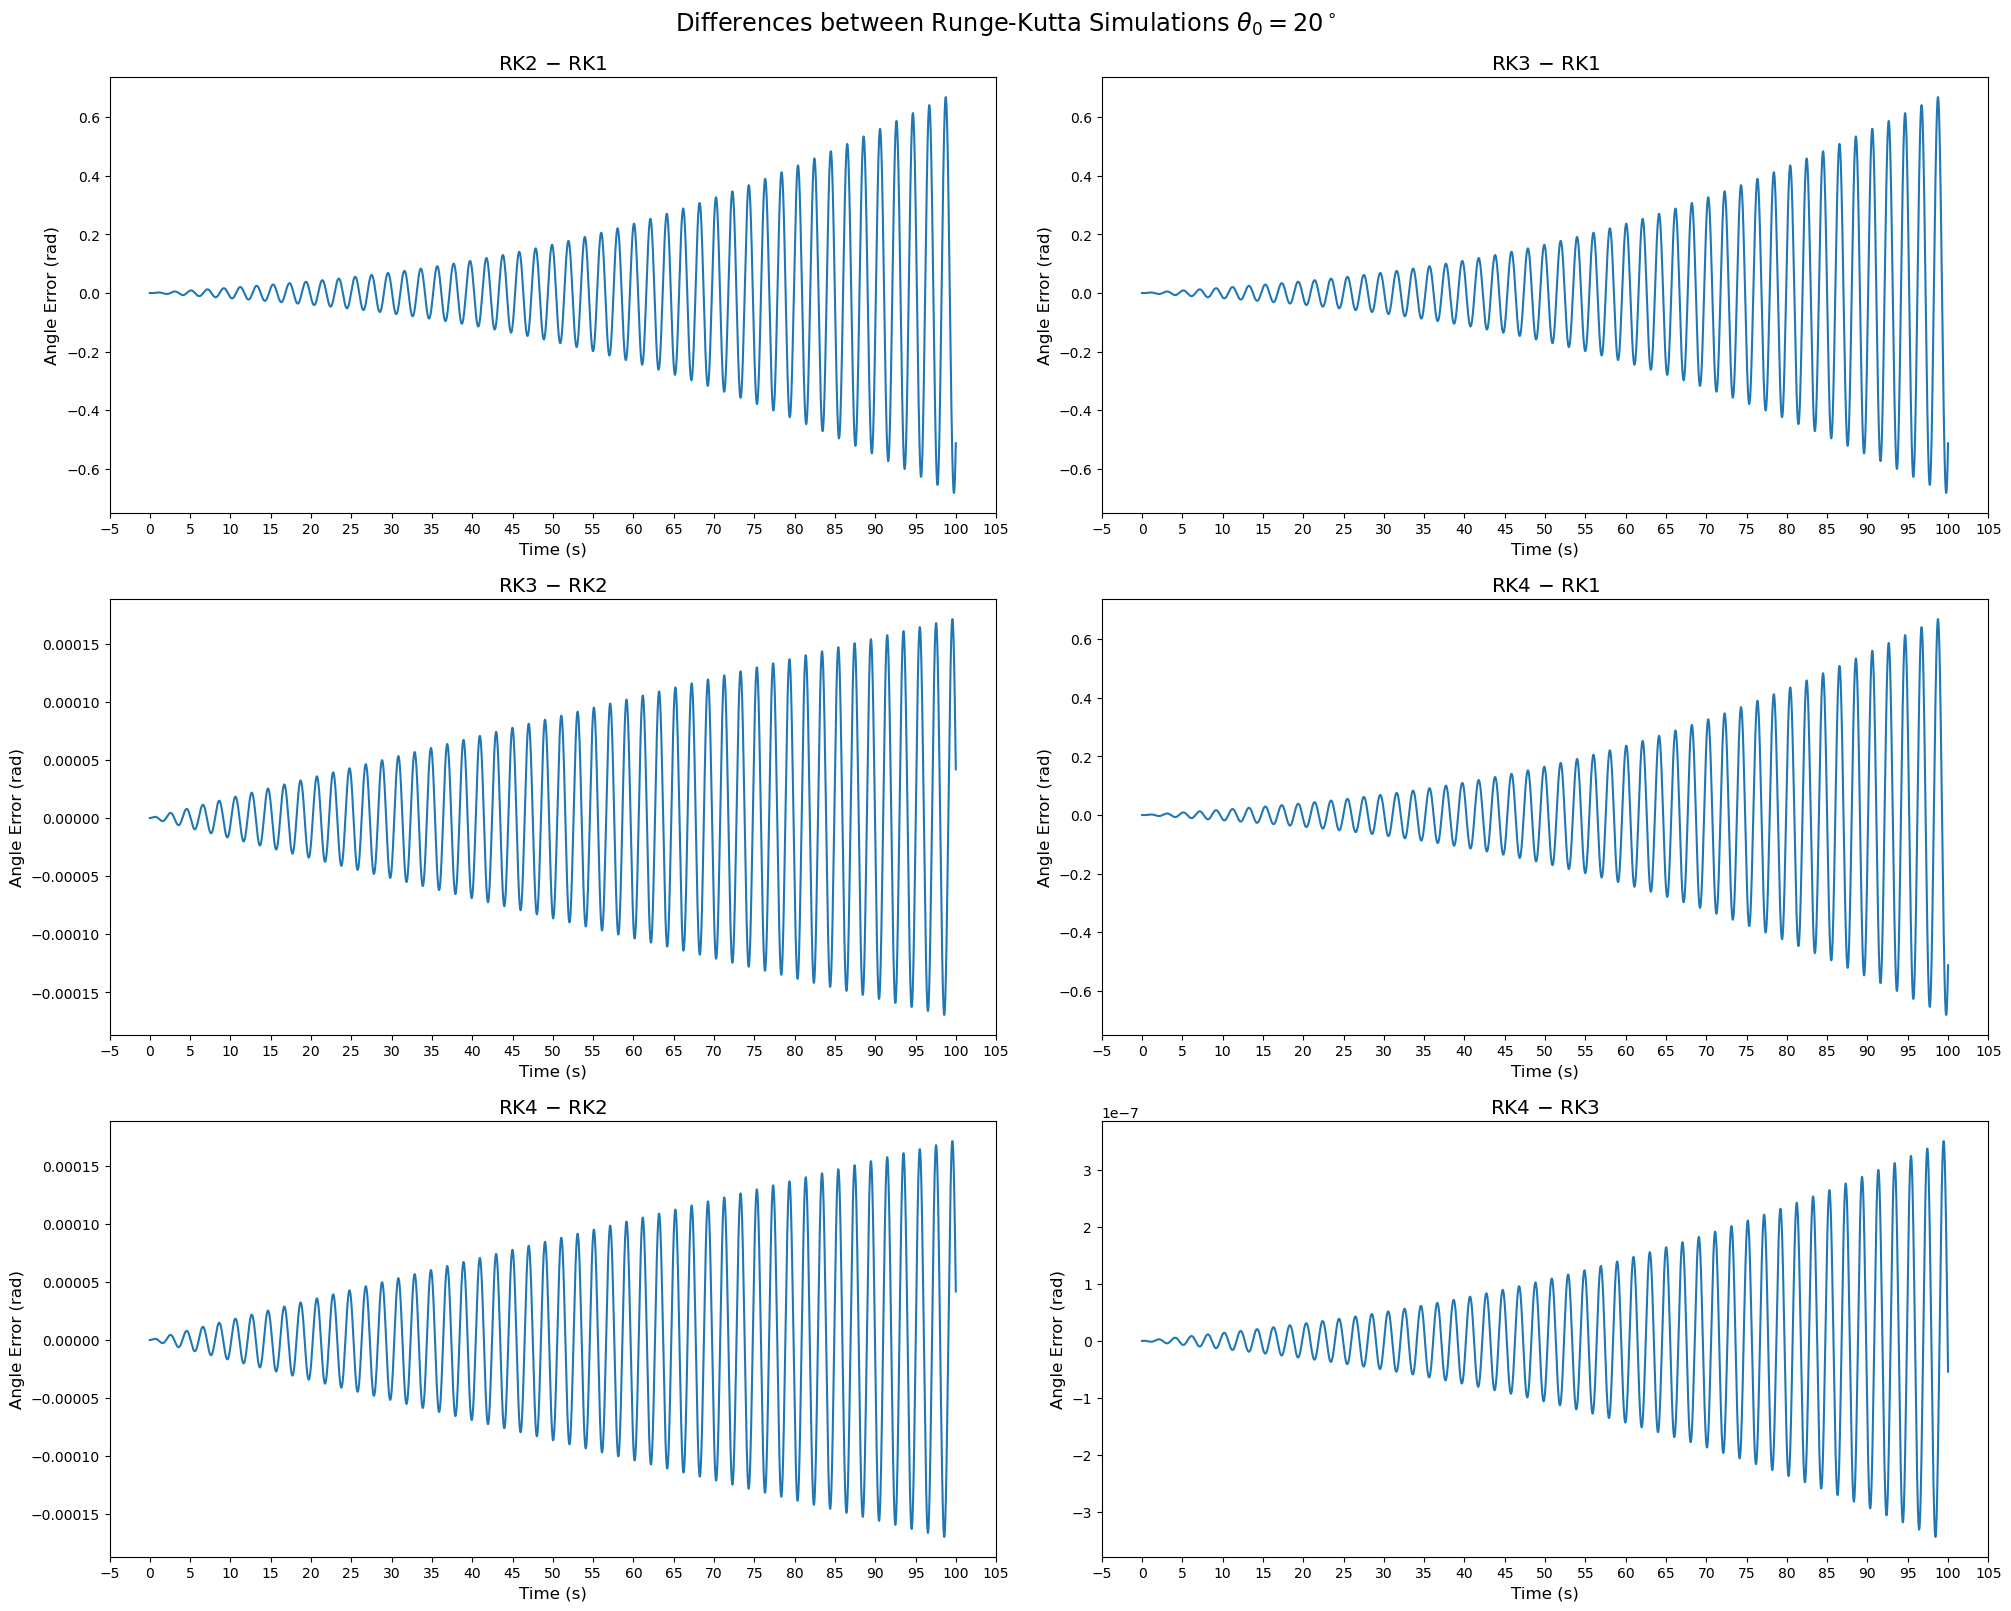 Differences between Runge-Kutta Simulations θ₀ = 20°
RK2 − RK1
Angle Error (rad)
0.6
0.4
0.2
0.0
−0.2
−0.4
−0.6
−5 0 5 10 15 20 25 30 35 40 45 50 55 60 65 70 75 80 85 90 95 100 105
Time (s)
RK3 − RK1
Angle Error (rad)
0.6
0.4
0.2
0.0
−0.2
−0.4
−0.6
−5 0 5 10 15 20 25 30 35 40 45 50 55 60 65 70 75 80 85 90 95 100 105
Time (s)
RK3 − RK2
Angle Error (rad)
0.00015
0.00010
0.00005
0.00000
−0.00005
−0.00010
−0.00015
−5 0 5 10 15 20 25 30 35 40 45 50 55 60 65 70 75 80 85 90 95 100 105
Time (s)
RK4 − RK1
Angle Error (rad)
0.6
0.4
0.2
0.0
−0.2
−0.4
−0.6
−5 0 5 10 15 20 25 30 35 40 45 50 55 60 65 70 75 80 85 90 95 100 105
Time (s)
RK4 − RK2
Angle Error (rad)
0.00015
0.00010
0.00005
0.00000
−0.00005
−0.00010
−0.00015
−5 0 5 10 15 20 25 30 35 40 45 50 55 60 65 70 75 80 85 90 95 100 105
Time (s)
RK4 − RK3
1e−7
Angle Error (rad)
3
2
1
0
−1
−2
−3
−5 0 5 10 15 20 25 30 35 40 45 50 55 60 65 70 75 80 85 90 95 100 105
Time (s)